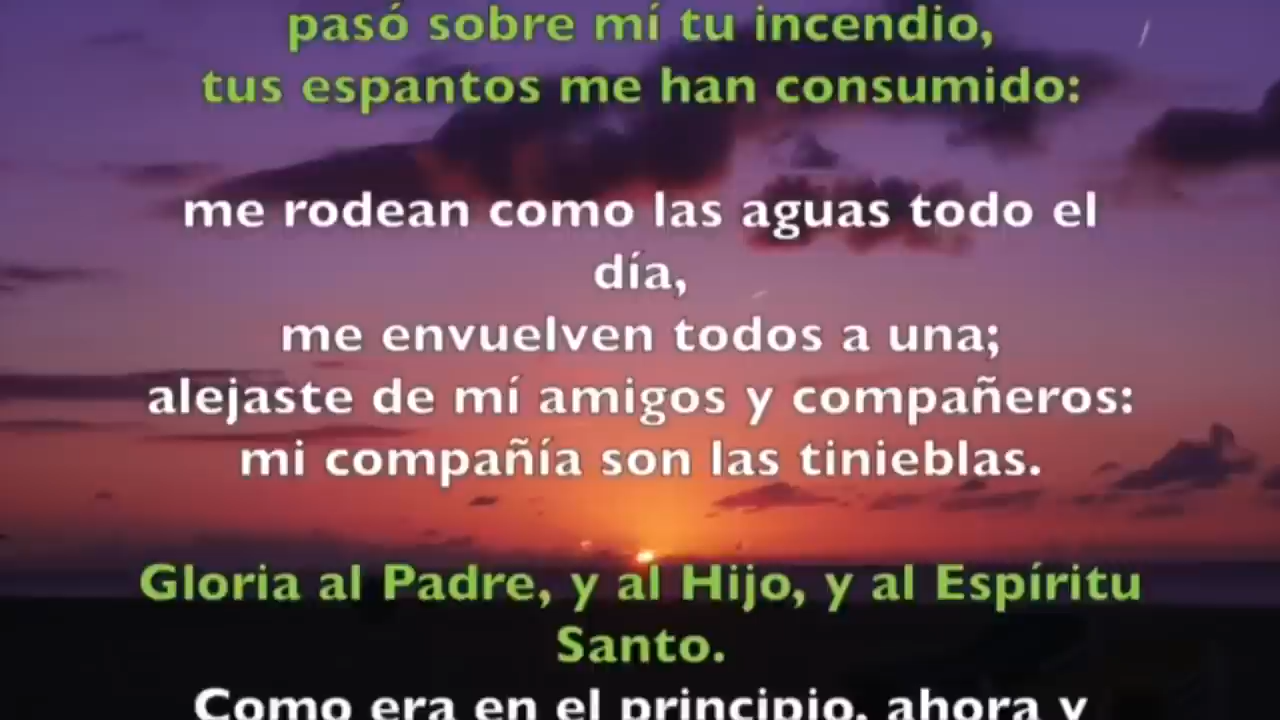 pasó sobre mí tu incendio,
tus espantos me han consumido:
me rodean como las aguas todo el
día,
me envuelven todos a una;
alejaste de mí amigos y compañeros:
mi compañía son las tinieblas.
Gloria al Padre, y al Hijo, y al Espíritu
Santo.
Como era en el principio, ahora y